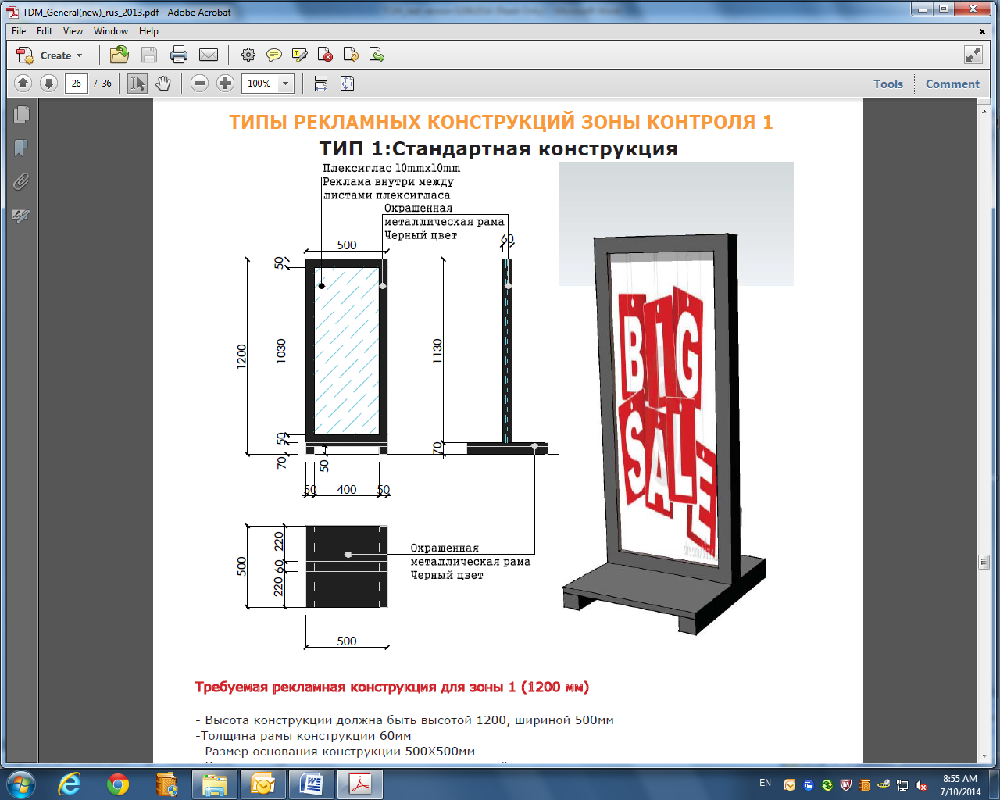 TDM_General(new)_rus_2013.pdf - Adobe Acrobat
File Edit View Window Help
Create
26 / 36
100%
Tools Comment
ТИПЫ РЕКЛАМНЫХ КОНСТРУКЦИЙ ЗОНЫ КОНТРОЛЯ 1
ТИП 1:Стандартная конструкция
Плексиглас 10mmx10mm
Реклама внутри между
листами плексигласа
Окрашенная
металлическая рама
Черный цвет
60
500
50
1200
1030
1130
50
70
50
70
50 400 50
BIG
SALE
220
500
60
220
Окрашенная
металлическая рама
Черный цвет
500
Требуемая рекламная конструкция для зоны 1 (1200 мм)
- Высота конструкции должна быть высотой 1200, шириной 500мм
-Толщина рамы конструкции 60мм
- Размер основания конструкции 500X500мм
EN
8:55 AM
7/10/2014